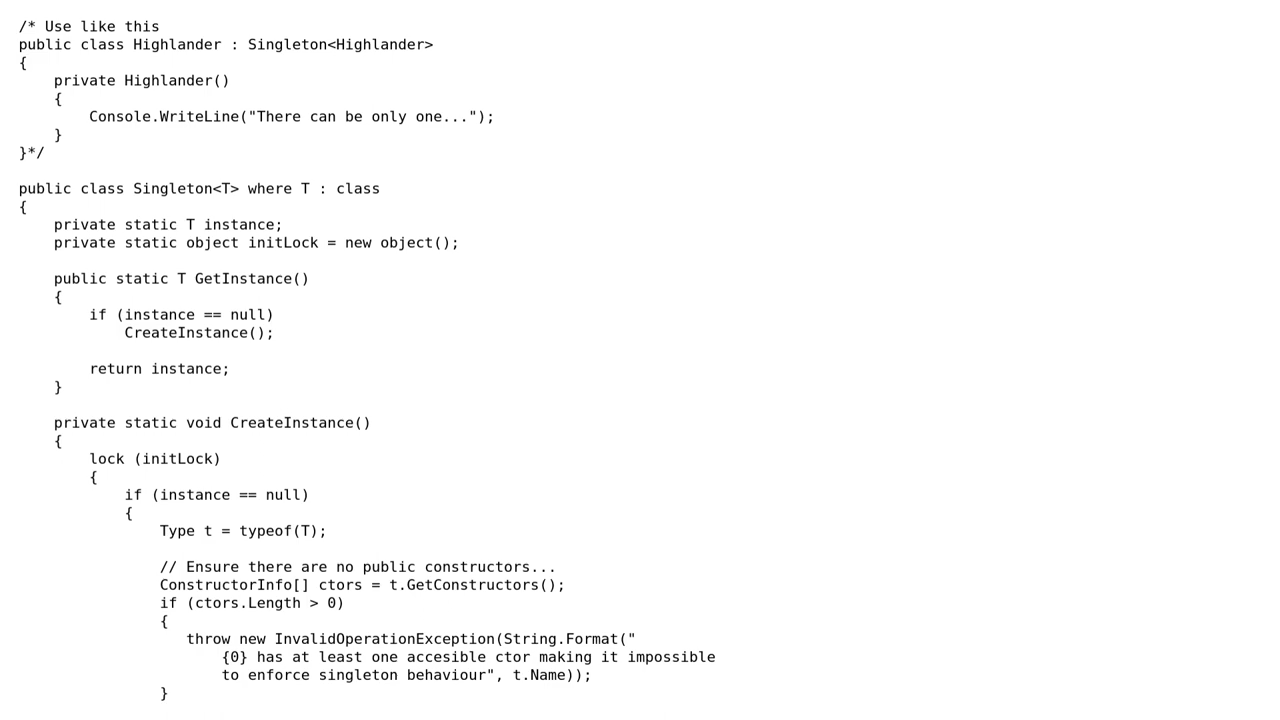 /* Use like this
public class Highlander : Singleton<Highlander>
{
    private Highlander()
    {
        Console.WriteLine("There can be only one...");
    }
}*/

public class Singleton<T> where T : class
{
    private static T instance;
    private static object initLock = new object();

    public static T GetInstance()
    {
        if (instance == null)
            CreateInstance();

        return instance;
    }

    private static void CreateInstance()
    {
        lock (initLock)
        {
            if (instance == null)
            {
                Type t = typeof(T);

                // Ensure there are no public constructors...
                ConstructorInfo[] ctors = t.GetConstructors();
                if (ctors.Length > 0)
                {
                   throw new InvalidOperationException(String.Format("
                       {0} has at least one accesible ctor making it impossible
                       to enforce singleton behaviour", t.Name));
                }